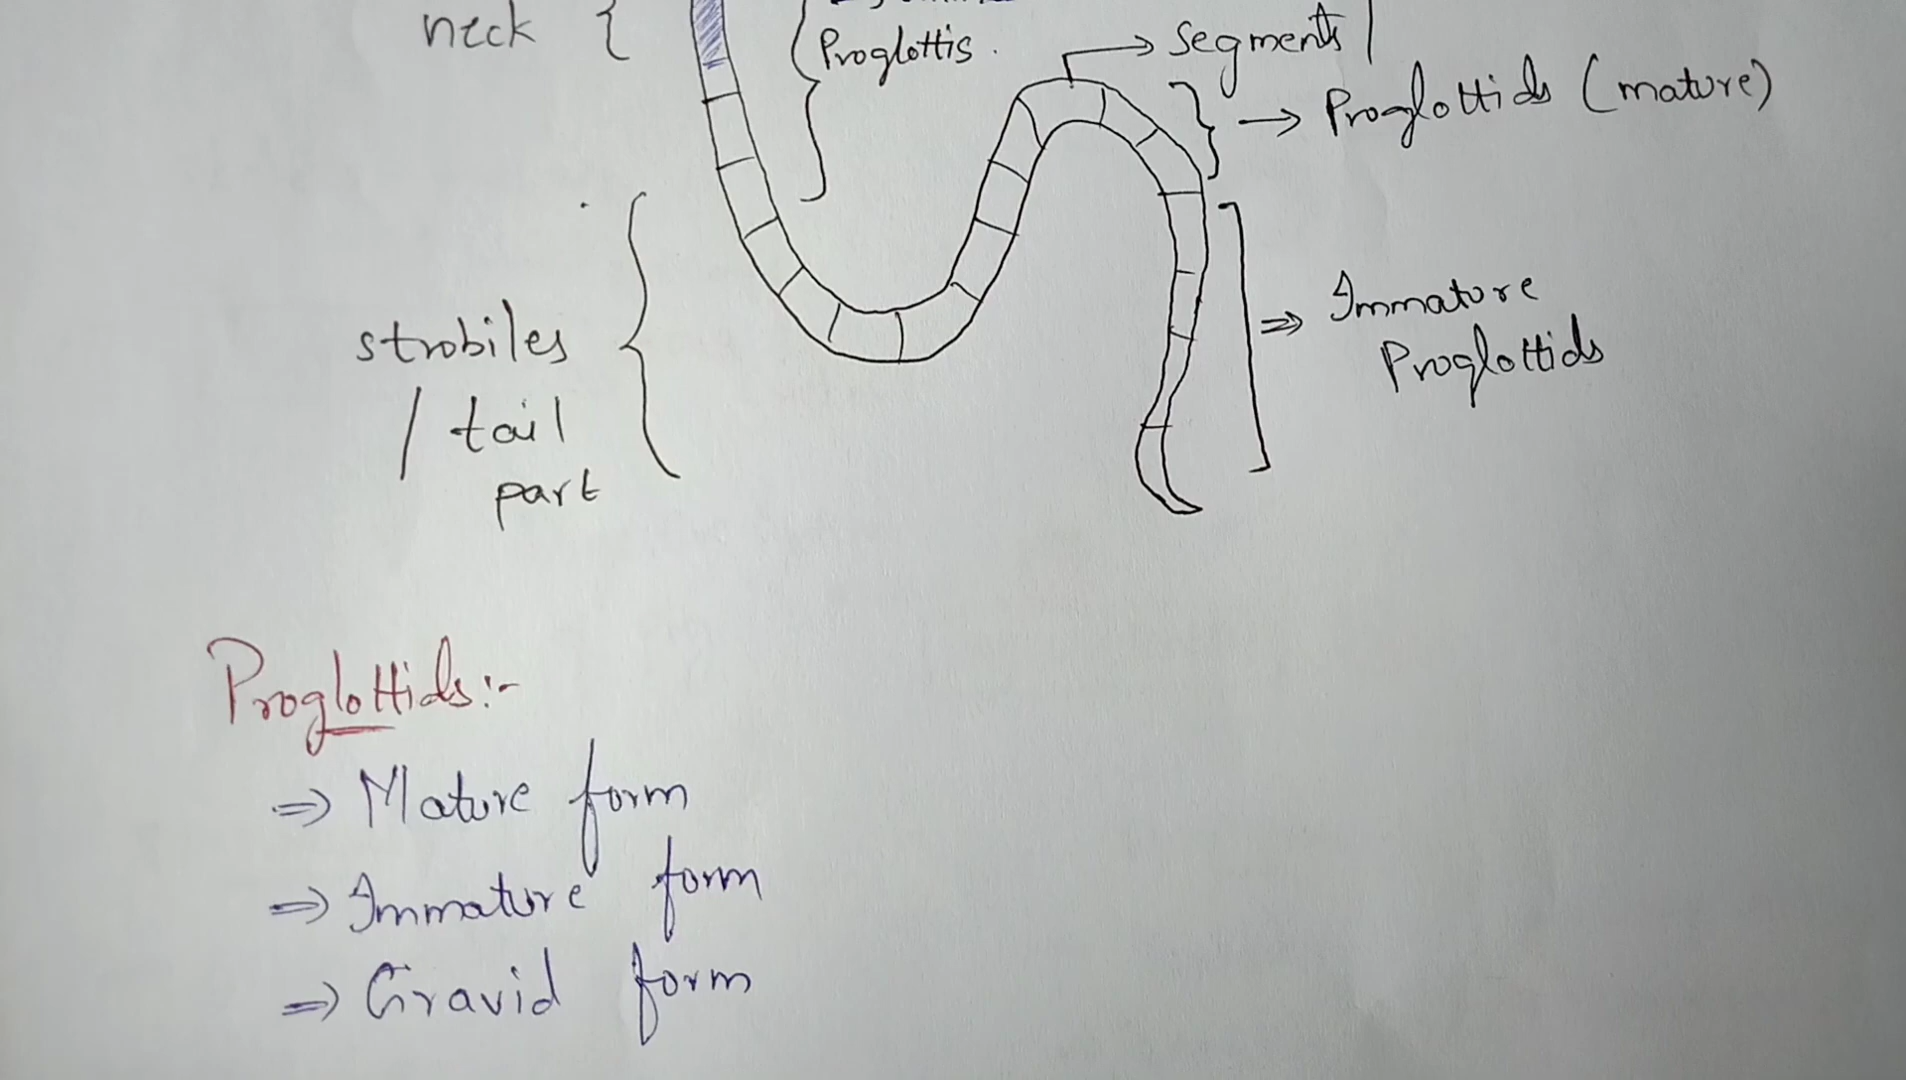 neck
Proglottis.
Segments
Proglottids (mature)
Immature
Proglottids
strobiles
/ tail
part
Proglottids:-
⇒ Mature form
⇒ Immature form
⇒ Gravid form